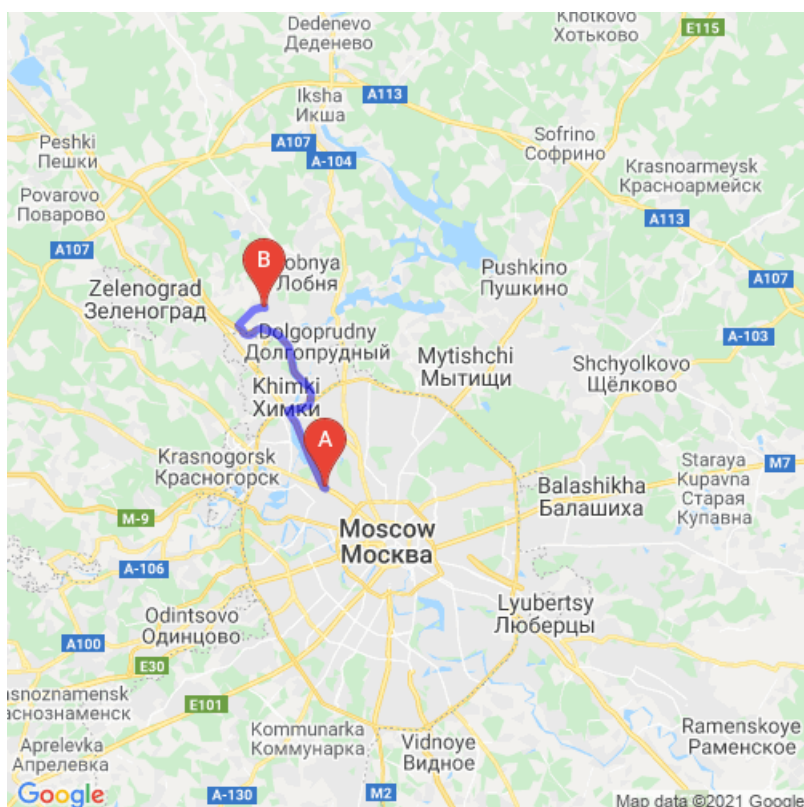 Dedenevo
Деденево
Khotkovo
Хотьково
E115
Iksha
Икша
A113
Sofrino
Софрино
Peshki
Пешки
A107
A-104
Krasnoarmeysk
Красноармейск
Povarovo
Поварово
A113
A107
B
obnya
Лобня
Pushkino
Пушкино
A107
Zelenograd
Зеленоград
Dolgoprudny
Долгопрудный
A-103
Mytishchi
Мытищи
Shchyolkovo
Щёлково
Khimki
Химки
A
Krasnogorsk
Красногорск
Staraya
Kupavna
Старая
Купавна
M7
Balashikha
Балашиха
M-9
Moscow
Москва
A-106
Lyubertsy
Люберцы
Odintsovo
Одинцово
A100
E30
asnoznamensk
аснознаменск
E101
Kommunarka
Коммунарка
Vidnoye
Видное
Ramenskoye
Раменское
Aprelevka
Апрелевка
A-130
M2
Google
Map data ©2021 Google